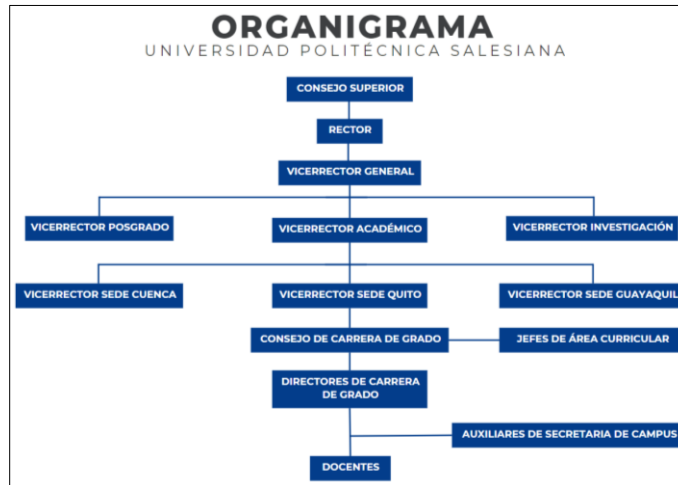 ORGANIGRAMA
UNIVERSIDAD POLITÉCNICA SALESIANA
CONSEJO SUPERIOR
RECTOR
VICERRECTOR GENERAL
VICERRECTOR POSGRADO
VICERRECTOR ACADÉMICO
VICERRECTOR INVESTIGACIÓN
VICERRECTOR SEDE CUENCA
VICERRECTOR SEDE QUITO
VICERRECTOR SEDE GUAYAQUIL
CONSEJO DE CARRERA DE GRADO
JEFES DE ÁREA CURRICULAR
DIRECTORES DE CARRERA
DE GRADO
AUXILIARES DE SECRETARIA DE CAMPUS
DOCENTES